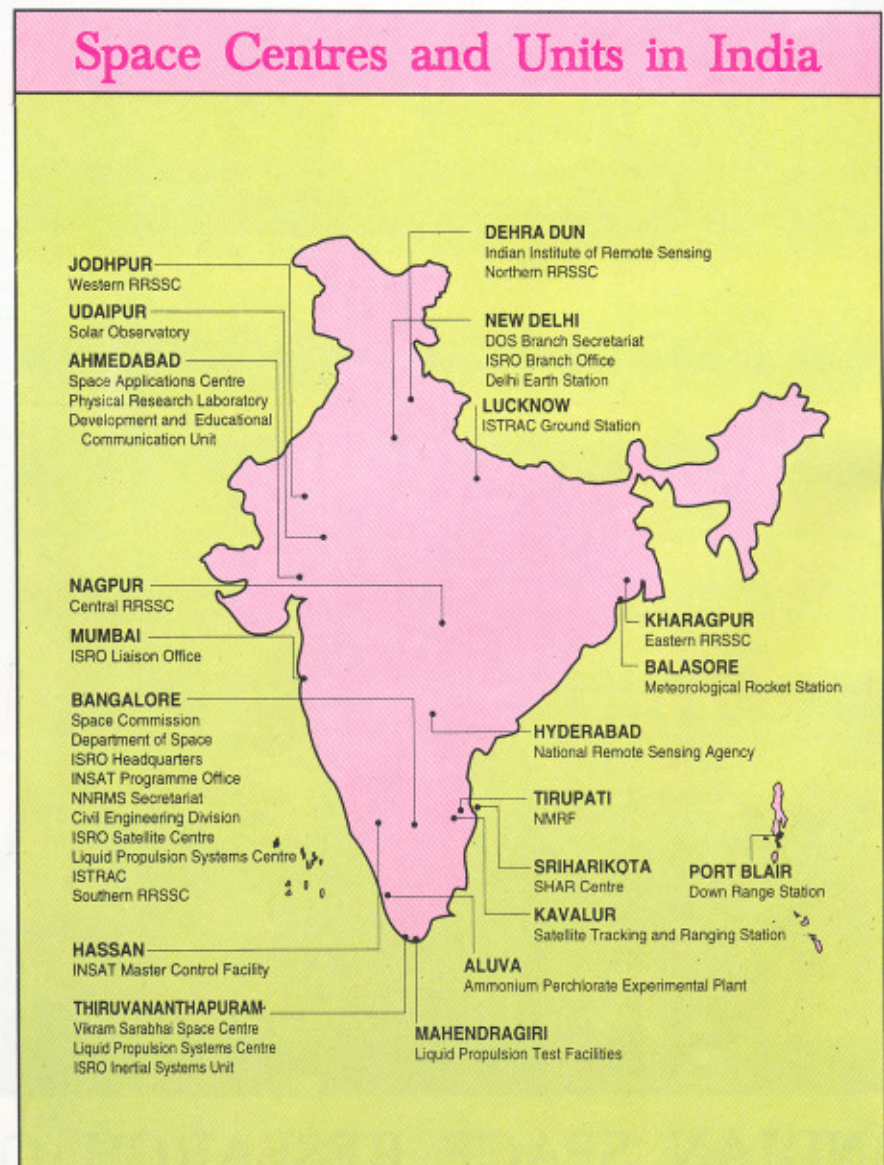 Space Centres and Units in India
JODHPUR
Western RRSSC
UDAIPUR
Solar Observatory
AHMEDABAD
Space Applications Centre
Physical Research Laboratory
Development and Educational
Communication Unit
DEHRA DUN
Indian Institute of Remote Sensing
Northern RRSSC
NEW DELHI
DOS Branch Secretariat
ISRO Branch Office
Delhi Earth Station
LUCKNOW
ISTRAC Ground Station
NAGPUR
Central RRSSC
MUMBAI
ISRO Liaison Office
BANGALORE
Space Commission
Department of Space
ISRO Headquarters
INSAT Programme Office
NNRMS Secretariat
Civil Engineering Division
ISRO Satellite Centre
Liquid Propulsion Systems Centre
ISTRAC
Southern RRSSC
HASSAN
INSAT Master Control Facility
THIRUVANANTHAPURAM
Vikram Sarabhai Space Centre
Liquid Propulsion Systems Centre
ISRO Inertial Systems Unit
KHARAGPUR
Eastern RRSSC
BALASORE
Meteorological Rocket Station
HYDERABAD
National Remote Sensing Agency
TIRUPATI
NMRF
SRIHARIKOTA
SHAR Centre
PORT BLAIR
Down Range Station
KAVALUR
Satellite Tracking and Ranging Station
ALUVA
Ammonium Perchlorate Experimental Plant
MAHENDRAGIRI
Liquid Propulsion Test Facilities